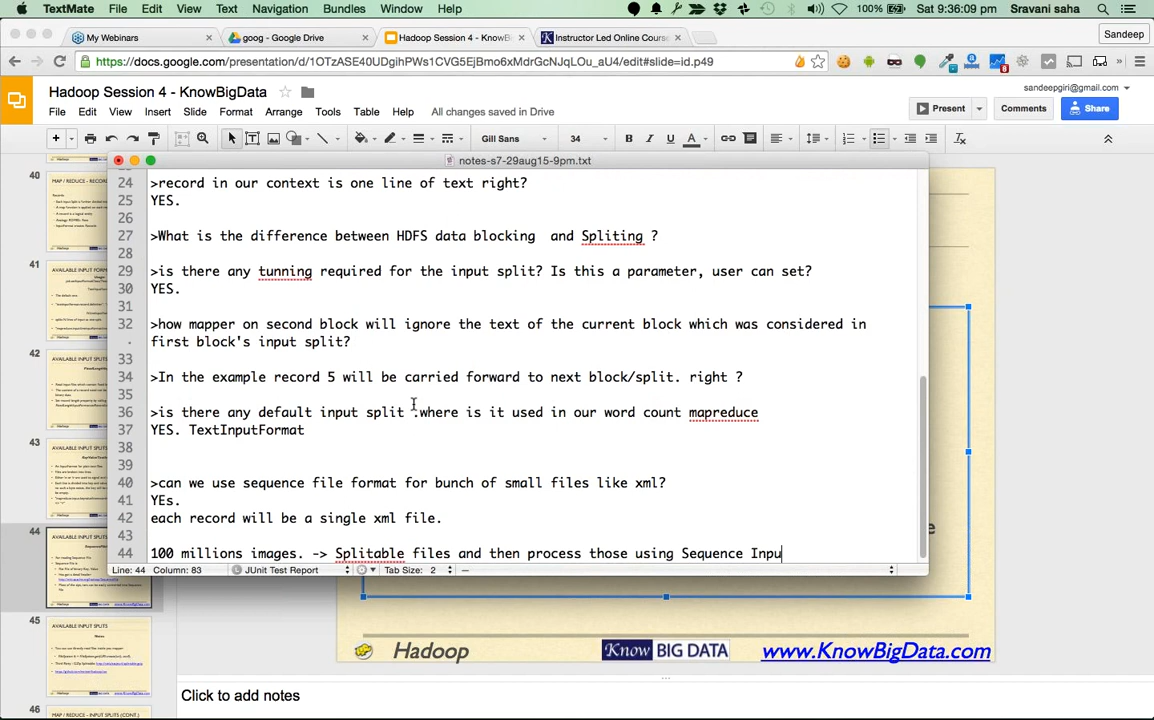 TextMate File Edit View Text Navigation Bundles Window Help 100% Sat 9:36:09 pm Sravani saha
My Webinars goog - Google Drive Hadoop Session 4 - KnowB Instructor Led Online Course Sandeep
https://docs.google.com/presentation/d/1OTzASE40UDgihPWs1CVG5EjBmo6xMdrGcNJqLOu_aU4/edit#slide=id.p49
Hadoop Session 4 - KnowBigData sandeepgiri@gmail.com
File Edit View Insert Slide Format Arrange Tools Table Help All changes saved in Drive Present Comments Share
Gill Sans 34 B I U A
notes-s7-29aug15-9pm.txt
24 >record in our context is one line of text right?
25 YES.
26
27 >What is the difference between HDFS data blocking and Spliting ?
28
29 >is there any tunning required for the input split? Is this a parameter, user can set?
30 YES.
31
32 >how mapper on second block will ignore the text of the current block which was considered in
first block's input split?
33
34 >In the example record 5 will be carried forward to next block/split. right ?
35
36 >is there any default input split .where is it used in our word count mapreduce
37 YES. TextInputFormat
38
39
40 >can we use sequence file format for bunch of small files like xml?
41 YEs.
42 each record will be a single xml file.
43
44 100 millions images. -> Splitable files and then process those using Sequence Inpu
Line: 44 Column: 83 JUnit Test Report Tab Size: 2
40
41
42
43
44
45
46
AVAILABLE INPUT SPLITS
Hadoop Know BIG DATA www.KnowBigData.com
Click to add notes